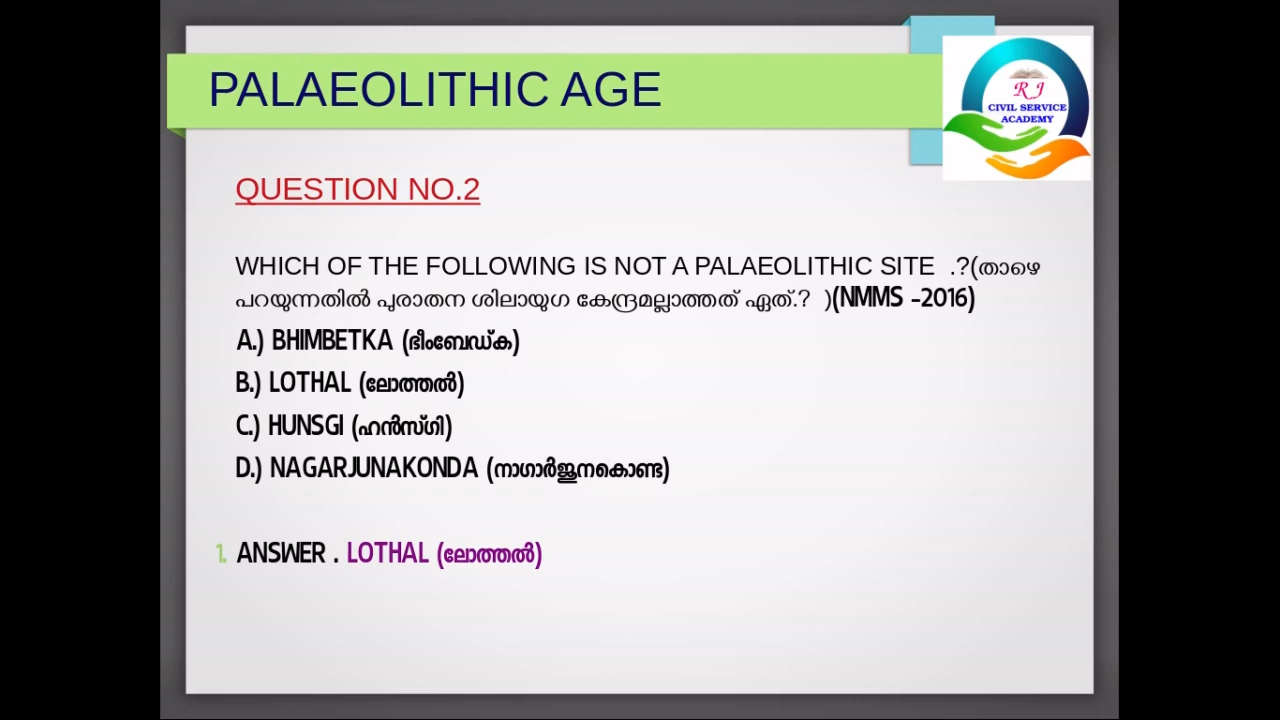 PALAEOLITHIC AGE
RJ
CIVIL SERVICE
ACADEMY
QUESTION NO.2
WHICH OF THE FOLLOWING IS NOT A PALAEOLITHIC SITE .?(താഴെ
പറയുന്നതിൽ പുരാതന ശിലായുഗ കേന്ദ്രമല്ലാത്തത് ഏത്.? )(NMMS -2016)
A.) BHIMBETKA (ഭീംബേഡ്ക)
B.) LOTHAL (ലോത്തൽ)
C.) HUNSGI (ഹൻസ്ഗി)
D.) NAGARJUNAKONDA (നാഗാർജുനകൊണ്ട)
1. ANSWER . LOTHAL (ലോത്തൽ)